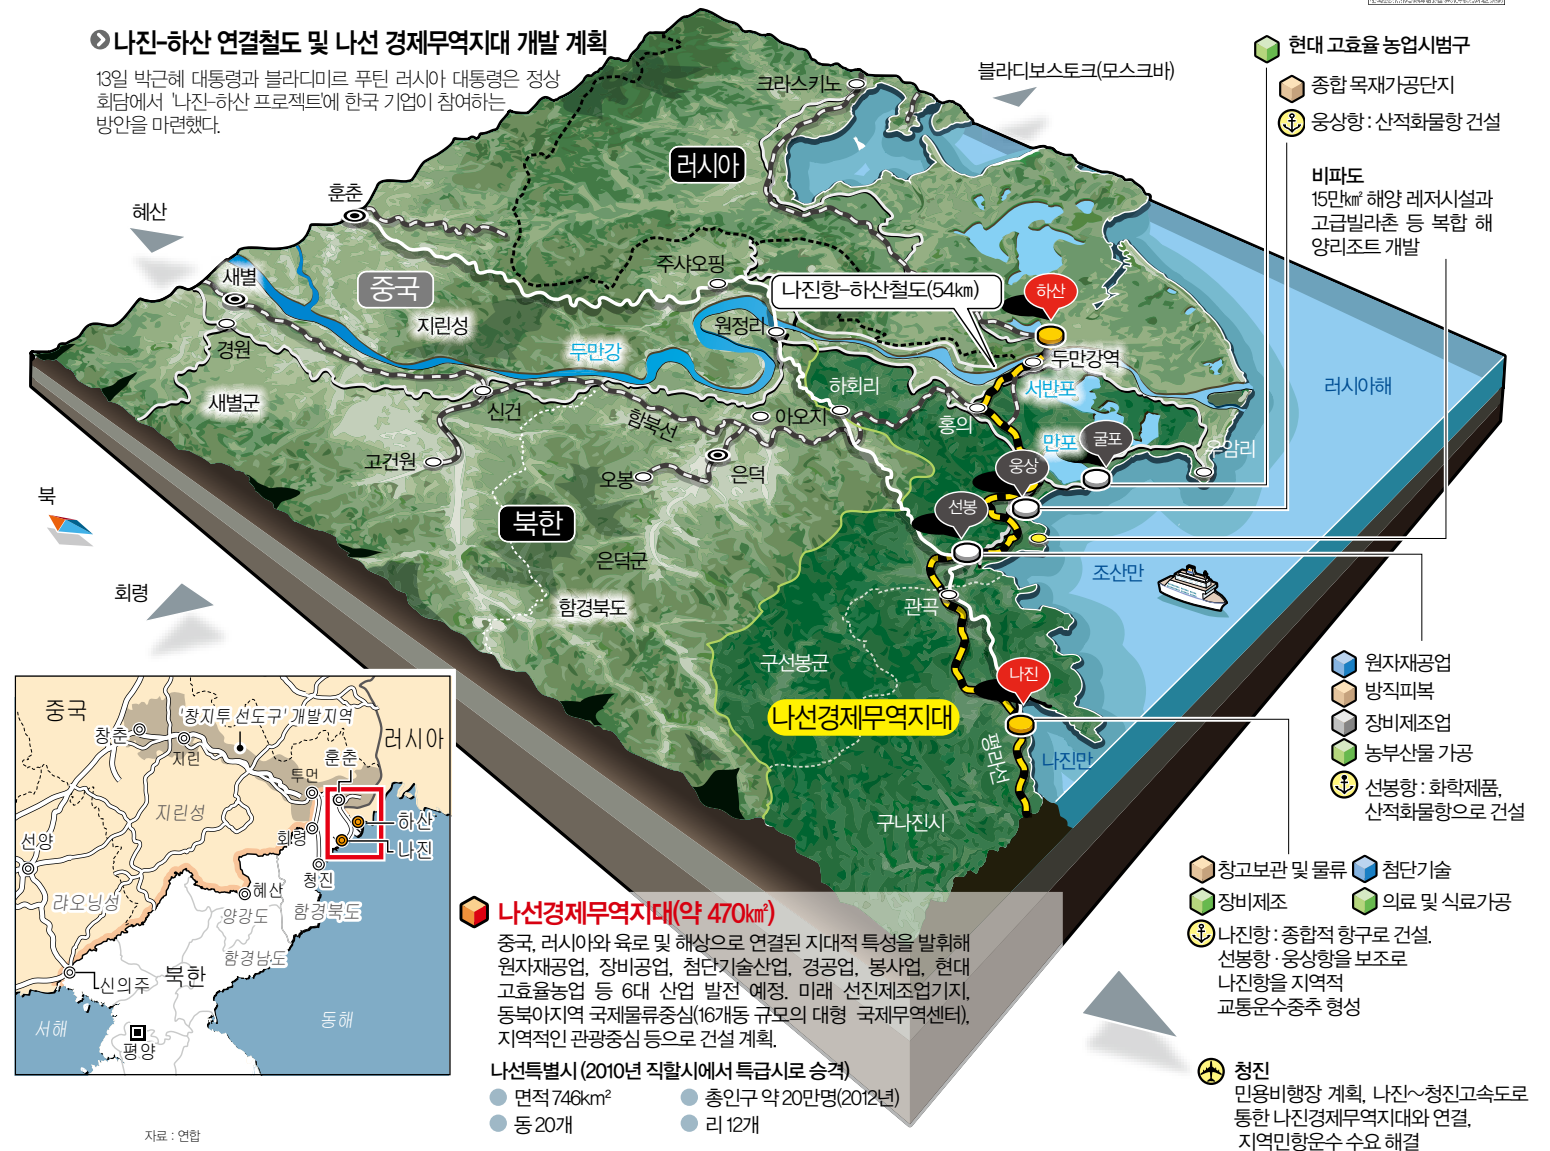 나진-하산 연결철도 및 나선 경제무역지대 개발 계획
13일 박근혜 대통령과 블라디미르 푸틴 러시아 대통령은 정상
회담에서 '나진-하산 프로젝트'에 한국 기업이 참여하는
방안을 마련했다.
크라스키노
블라디보스토크(모스크바)
현대 고효율 농업시범구
종합 목재가공단지
웅상항 : 산적화물항 건설
비파도
15만㎢ 해양 레저시설과
고급빌라촌 등 복합 해
양리조트 개발
러시아
훈춘
혜산
새별
중국
지린성
주샤오핑
나진항-하산철도(54km)
하산
경원
두만강
원정리
두만강역
새별군
신건
함북선
아오지
하회리
홍의
서반포
만포
굴포
우암리
러시아해
고건원
오봉
은덕
웅상
선봉
북
북한
은덕군
함경북도
회령
조산만
관곡
구선봉군
나진
나선경제무역지대
평라선
나진만
구나진시
원자재공업
방직피복
장비제조업
농부산물 가공
선봉항 : 화학제품,
산적화물항으로 건설
창고보관 및 물류
첨단기술
장비제조
의료 및 식료가공
나진항 : 종합적 항구로 건설.
선봉항 · 웅상항을 보조로
나진항을 지역적
교통운수중추 형성
청진
민용비행장 계획, 나진~청진고속도로
통한 나진경제무역지대와 연결,
지역민항운수 수요 해결
중국
'창지투 선도구' 개발지역
창춘
지린
러시아
훈춘
투먼
지린성
하산
회령
나진
선양
청진
혜산
랴오닝성
양강도
함경북도
함경남도
신의주
북한
서해
동해
평양
나선경제무역지대(약 470㎢)
중국, 러시아와 육로 및 해상으로 연결된 지대적 특성을 발휘해
원자재공업, 장비공업, 첨단기술산업, 경공업, 봉사업, 현대
고효율농업 등 6대 산업 발전 예정. 미래 선진제조업기지,
동북아지역 국제물류중심(16개동 규모의 대형 국제무역센터),
지역적인 관광중심 등으로 건설 계획.
나선특별시 (2010년 직할시에서 특급시로 승격)
면적 746km²
총인구 약 20만명(2012년)
동 20개
리 12개
자료 : 연합